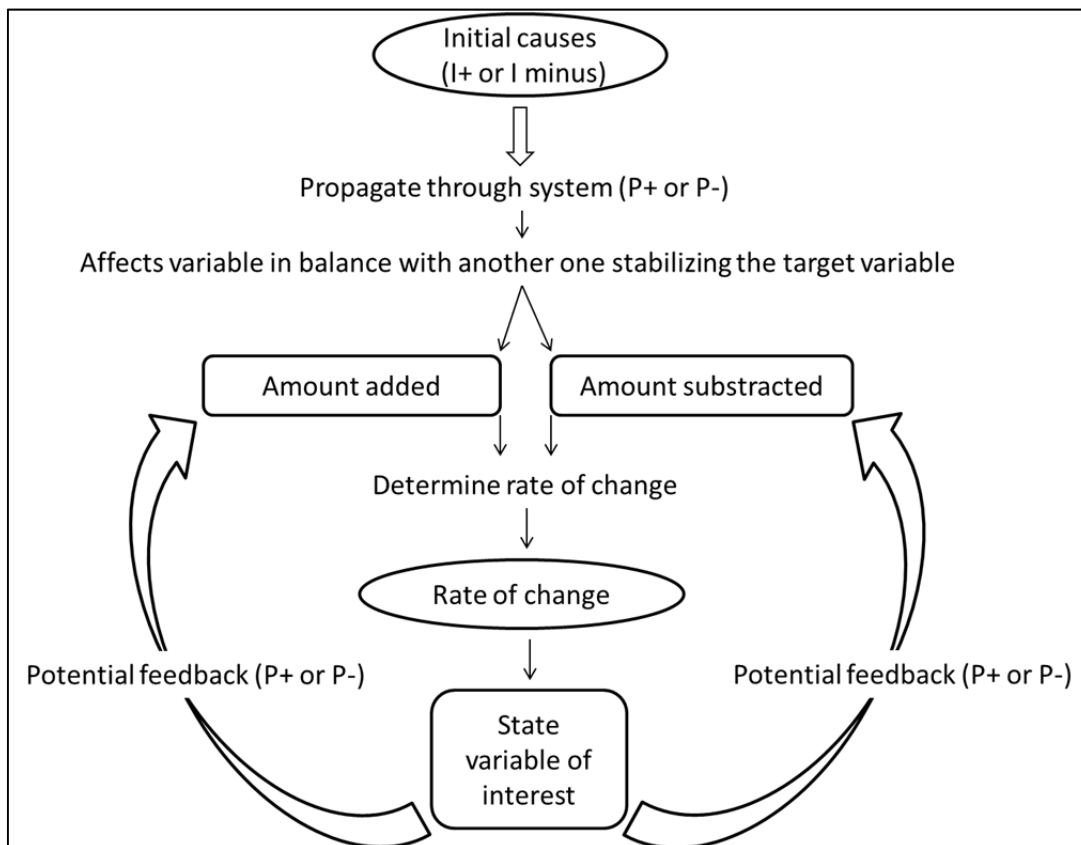 Initial causes
(I+ or I minus)
Propagate through system (P+ or P-)
Affects variable in balance with another one stabilizing the target variable
Amount added
Amount substracted
Determine rate of change
Rate of change
Potential feedback (P+ or P-)
Potential feedback (P+ or P-)
State
variable of
interest